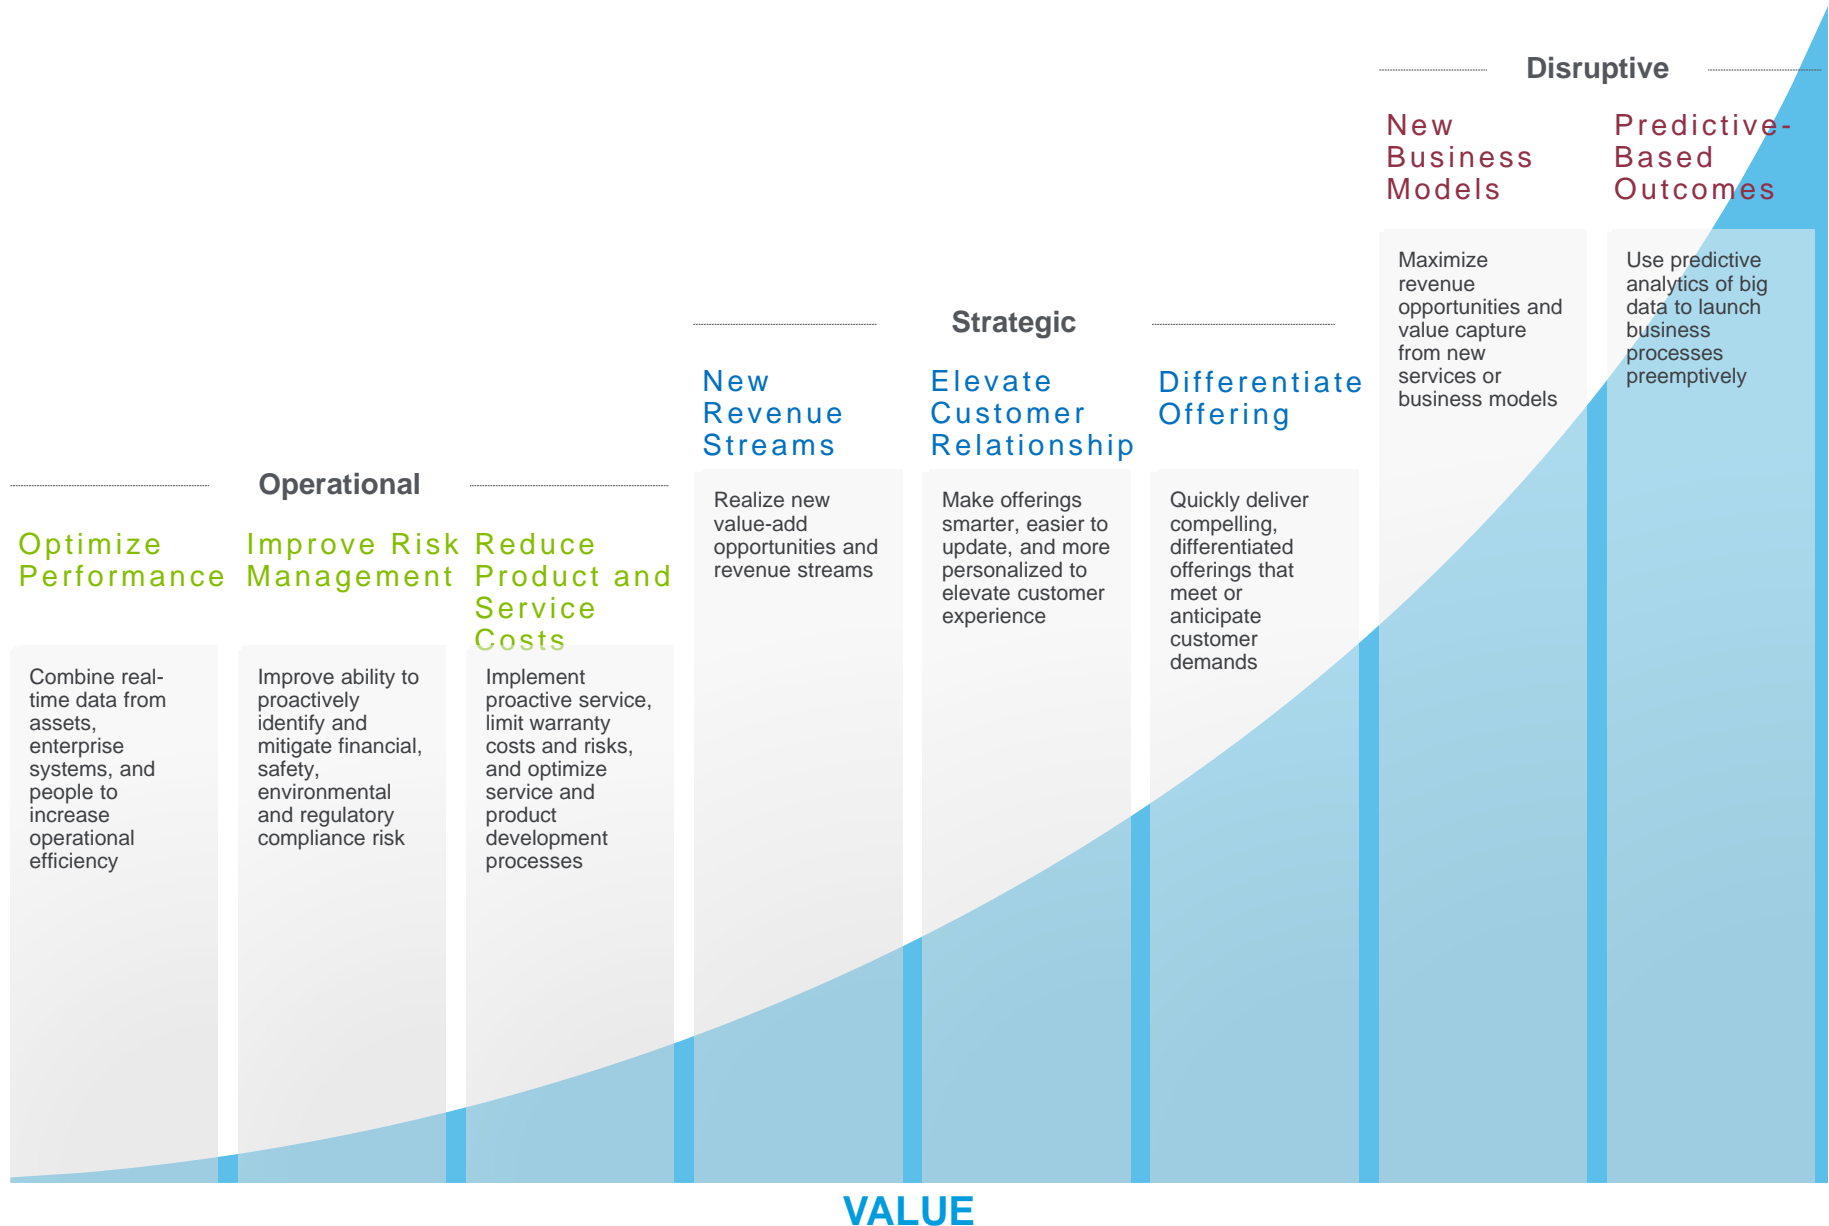 Disruptive
New
Business
Models
Predictive-
Based
Outcomes
Maximize
revenue
opportunities and
value capture
from new
services or
business models
Use predictive
analytics of big
data to launch
business
processes
preemptively
Strategic
New
Revenue
Streams
Elevate
Customer
Relationship
Differentiate
Offering
Realize new
value-add
opportunities and
revenue streams
Make offerings
smarter, easier to
update, and more
personalized to
elevate customer
experience
Quickly deliver
compelling,
differentiated
offerings that
meet or
anticipate
customer
demands
Operational
Optimize
Performance
Improve Risk
Management
Reduce
Product and
Service
Costs
Combine real-
time data from
assets,
enterprise
systems, and
people to
increase
operational
efficiency
Improve ability to
proactively
identify and
mitigate financial,
safety,
environmental
and regulatory
compliance risk
Implement
proactive service,
limit warranty
costs and risks,
and optimize
service and
product
development
processes
VALUE